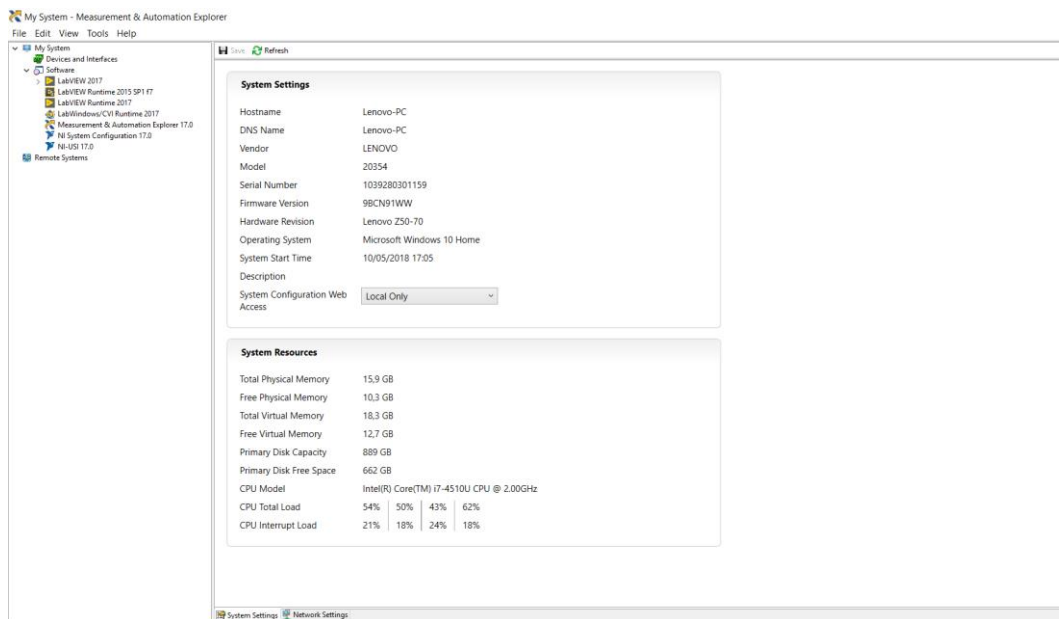 My System - Measurement & Automation Explorer
File Edit View Tools Help
My System
Devices and Interfaces
Software
LabVIEW 2017
LabVIEW Runtime 2015 SP1 f7
LabVIEW Runtime 2017
LabWindows/CVI Runtime 2017
Measurement & Automation Explorer 17.0
NI System Configuration 17.0
NI-USI 17.0
Remote Systems
Save Refresh
System Settings
Hostname Lenovo-PC
DNS Name Lenovo-PC
Vendor LENOVO
Model 20354
Serial Number 1039280301159
Firmware Version 9BCN91WW
Hardware Revision Lenovo Z50-70
Operating System Microsoft Windows 10 Home
System Start Time 10/05/2018 17:05
Description
System Configuration Web Local Only
Access
System Resources
Total Physical Memory 15,9 GB
Free Physical Memory 10,3 GB
Total Virtual Memory 18,3 GB
Free Virtual Memory 12,7 GB
Primary Disk Capacity 889 GB
Primary Disk Free Space 662 GB
CPU Model Intel(R) Core(TM) i7-4510U CPU @ 2.00GHz
CPU Total Load 54% 50% 43% 62%
CPU Interrupt Load 21% 18% 24% 18%
System Settings Network Settings